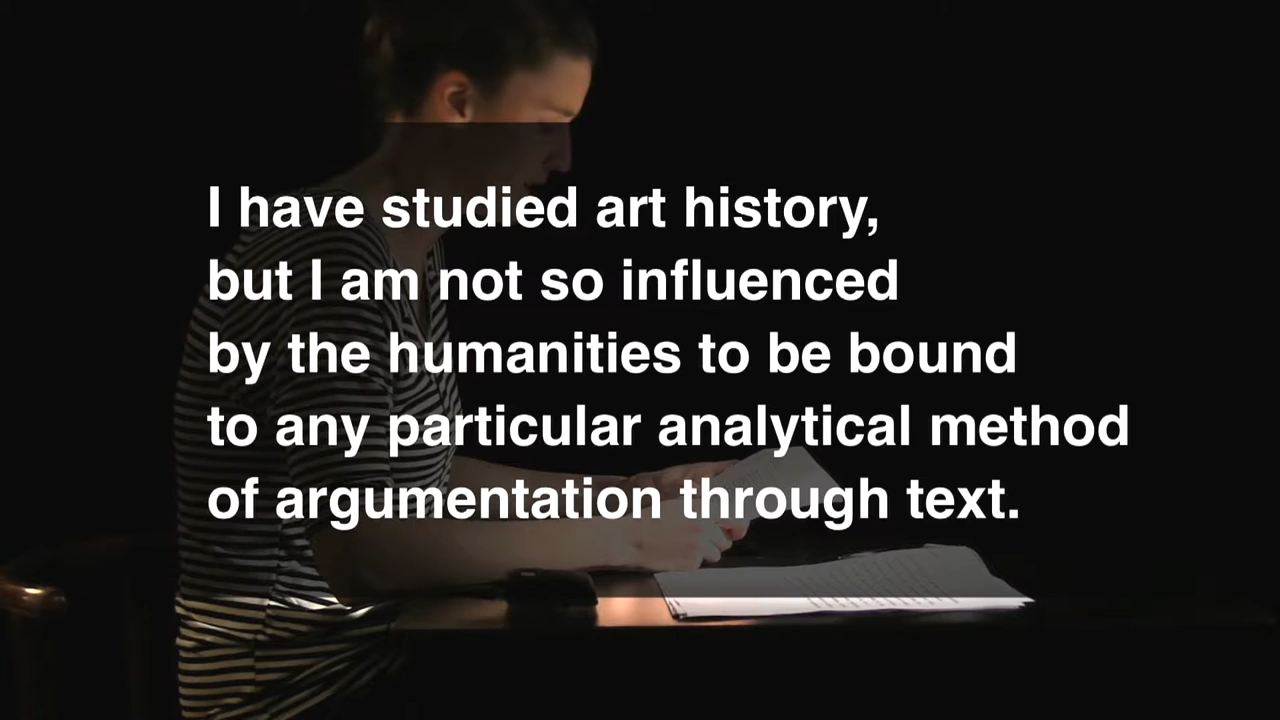 I have studied art history,
but I am not so influenced
by the humanities to be bound
to any particular analytical method
of argumentation through text.